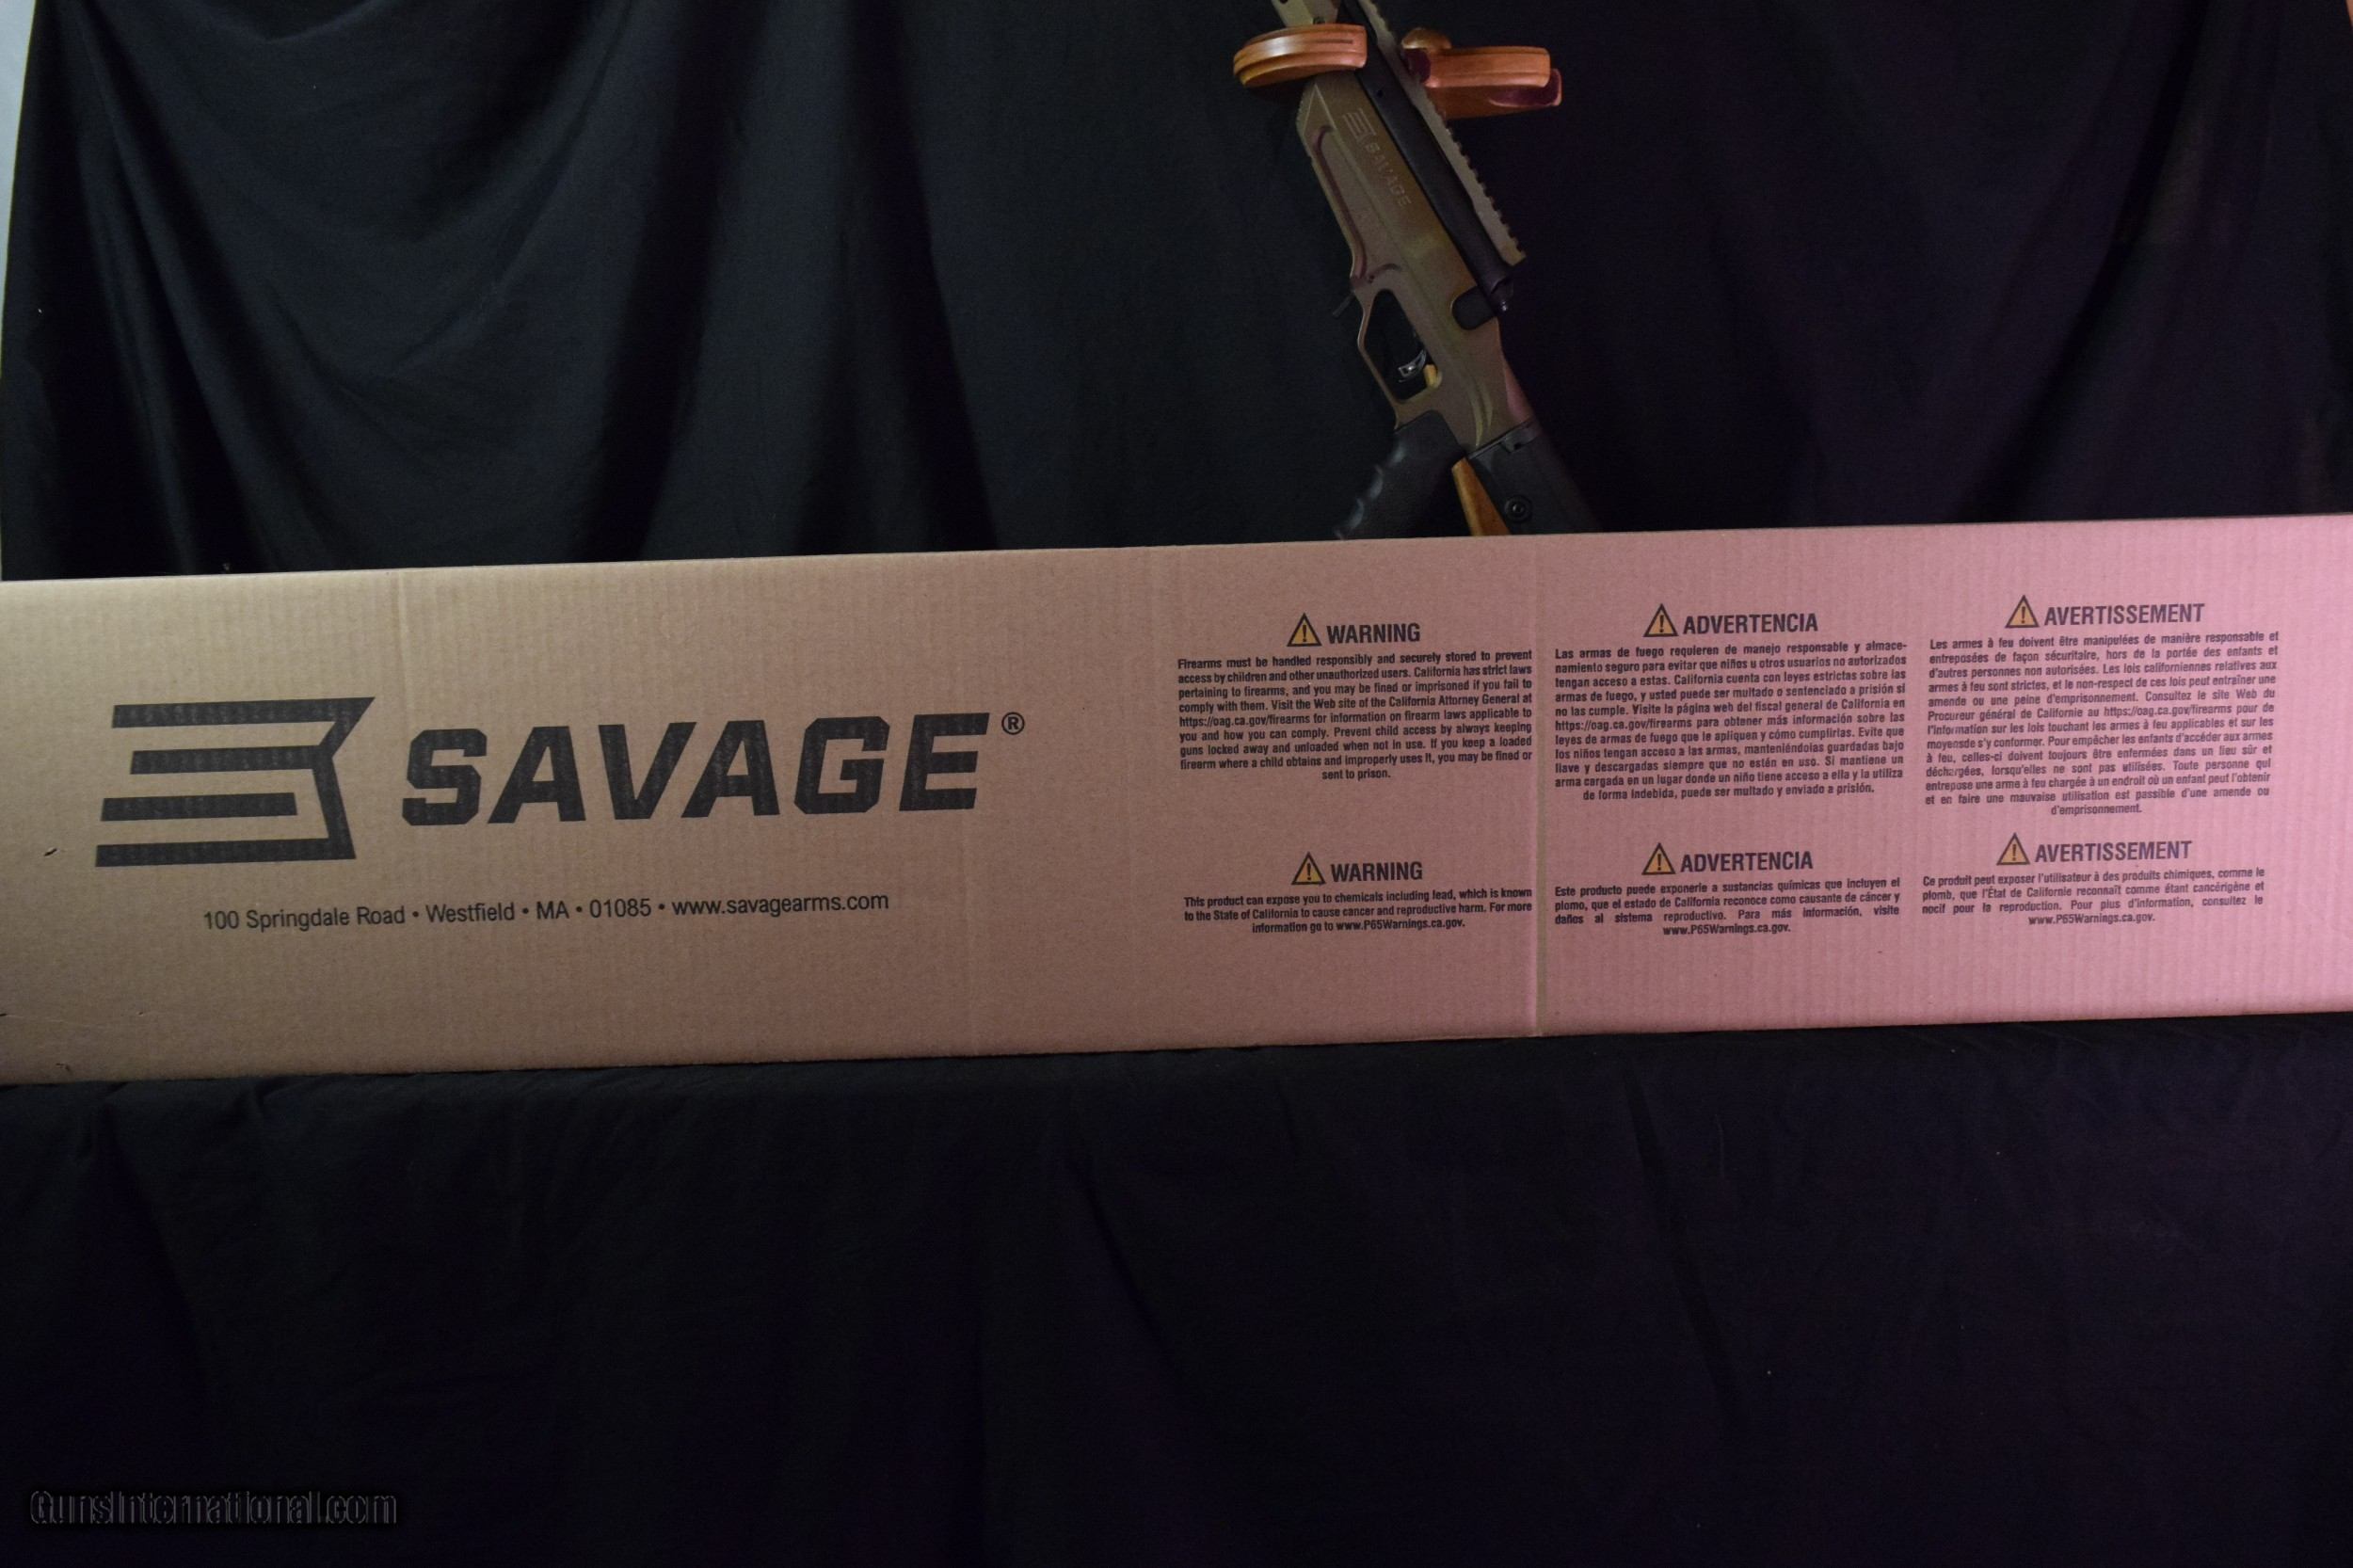 SAVAGE
SAVAGE®
100 Springdale Road • Westfield • MA • 01085 • www.savagearms.com
WARNING
Firearms must be handled responsibly and securely stored to prevent
access by children and other unauthorized users. California has strict laws
pertaining to firearms, and you may be fined or imprisoned if you fail to
comply with them. Visit the Web site of the California Attorney General at
https://oag.ca.gov/firearms for information on firearm laws applicable to
you and how you can comply. Prevent child access by always keeping
guns locked away and unloaded when not in use. If you keep a loaded
firearm where a child obtains and improperly uses it, you may be fined or
sent to prison.
WARNING
This product can expose you to chemicals including lead, which is known
to the State of California to cause cancer and reproductive harm. For more
information go to www.P65Warnings.ca.gov.
ADVERTENCIA
Las armas de fuego requieren de manejo responsable y almace-
namiento seguro para evitar que niños u otros usuarios no autorizados
tengan acceso a estas. California cuenta con leyes estrictas sobre las
armas de fuego, y usted puede ser multado o sentenciado a prisión si
no las cumple. Visite la página web del fiscal general de California en
https://oag.ca.gov/firearms para obtener más información sobre las
leyes de armas de fuego que le apliquen y cómo cumplirlas. Evite que
los niños tengan acceso a las armas, manteniéndolas guardadas bajo
llave y descargadas siempre que no estén en uso. Si mantiene un
arma cargada en un lugar donde un niño tiene acceso a ella y la utiliza
de forma indebida, puede ser multado y enviado a prisión.
ADVERTENCIA
Este producto puede exponerle a sustancias químicas que incluyen el
plomo, que el estado de California reconoce como causante de cáncer y
daños al sistema reproductivo. Para más información, visite
www.P65Warnings.ca.gov.
AVERTISSEMENT
Les armes à feu doivent être manipulées de manière responsable et
entreposées de façon sécuritaire, hors de la portée des enfants et
d'autres personnes non autorisées. Les lois californiennes relatives aux
armes à feu sont strictes, et le non-respect de ces lois peut entraîner une
amende ou une peine d'emprisonnement. Consultez le site Web du
Procureur général de Californie au https://oag.ca.gov/firearms pour de
l'information sur les lois touchant les armes à feu applicables et sur les
moyensde s'y conformer. Pour empêcher les enfants d'accéder aux armes
à feu, celles-ci doivent toujours être enfermées dans un lieu sûr et
déchargées, lorsqu'elles ne sont pas utilisées. Toute personne qui
entrepose une arme à feu chargée à un endroit où un enfant peut l'obtenir
et en faire une mauvaise utilisation est passible d'une amende ou
d'emprisonnement.
AVERTISSEMENT
Ce produit peut exposer l'utilisateur à des produits chimiques, comme le
plomb, que l'État de Californie reconnaît comme étant cancérigène et
nocif pour la reproduction. Pour plus d'information, consultez le
www.P65Warnings.ca.gov.
GunsInternational.com